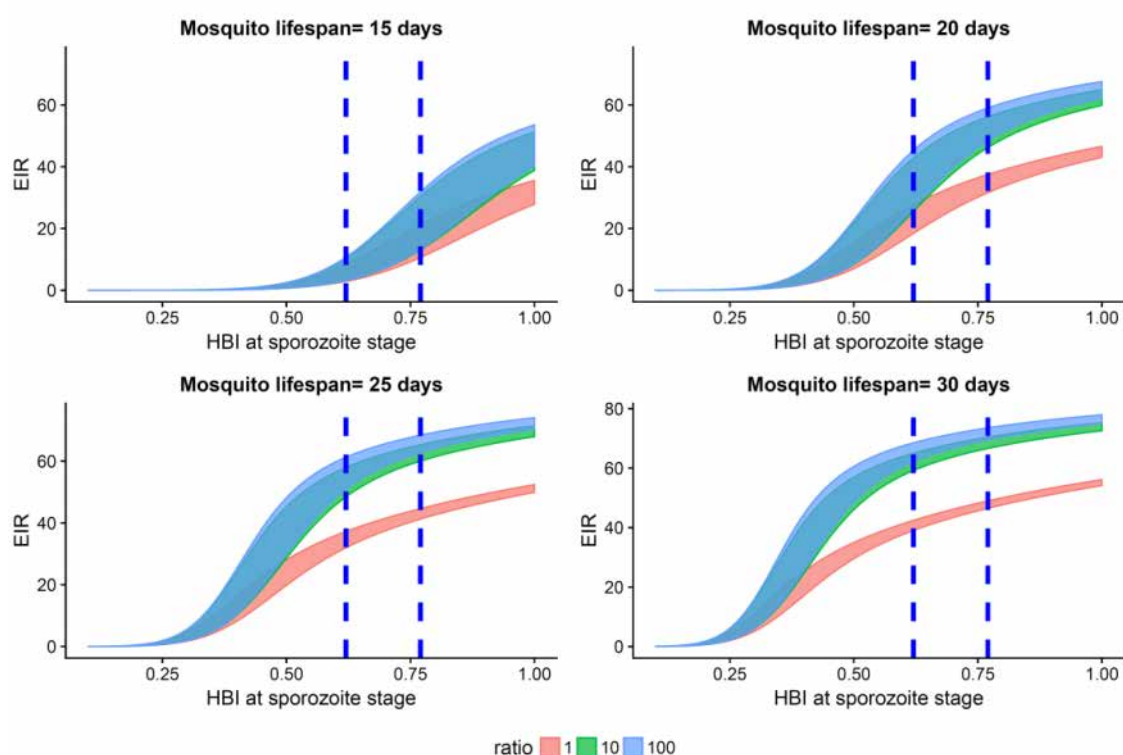 Mosquito lifespan= 15 days
EIR
60
40
20
0
0.25 0.50 0.75 1.00
HBI at sporozoite stage
Mosquito lifespan= 20 days
EIR
60
40
20
0
0.25 0.50 0.75 1.00
HBI at sporozoite stage
Mosquito lifespan= 25 days
EIR
60
40
20
0
0.25 0.50 0.75 1.00
HBI at sporozoite stage
Mosquito lifespan= 30 days
EIR
80
60
40
20
0
0.25 0.50 0.75 1.00
HBI at sporozoite stage
ratio 1 10 100